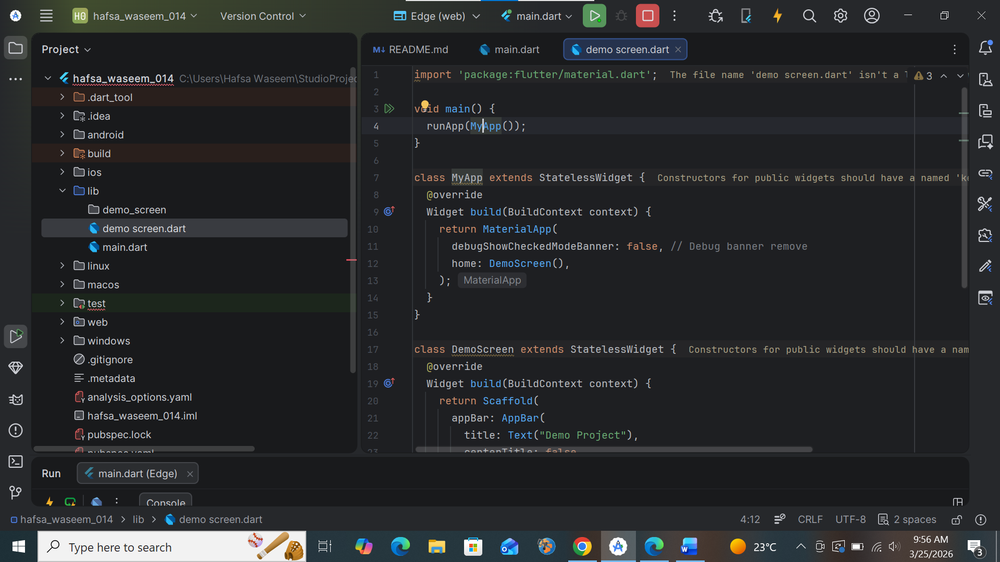 H0 hafsa_waseem_014 Version Control Edge (web) main.dart
Project
hafsa_waseem_014 C:\Users\Hafsa Waseem\StudioProjec
.dart_tool
.idea
android
build
ios
lib
demo_screen
demo screen.dart
main.dart
linux
macos
test
web
windows
.gitignore
.metadata
analysis_options.yaml
hafsa_waseem_014.iml
pubspec.lock
pubspec.yaml
M↓ README.md main.dart demo screen.dart
1 import 'package:flutter/material.dart'; The file name 'demo screen.dart' isn't a 3
2
3 void main() {
4 runApp(MyApp());
5 }
6
7 class MyApp extends StatelessWidget { Constructors for public widgets should have a named 'ke
8 @override
9 Widget build(BuildContext context) {
10 return MaterialApp(
11 debugShowCheckedModeBanner: false, // Debug banner remove
12 home: DemoScreen(),
13 ); MaterialApp
14 }
15 }
16
17 class DemoScreen extends StatelessWidget { Constructors for public widgets should have a nam
18 @override
19 Widget build(BuildContext context) {
20 return Scaffold(
21 appBar: AppBar(
22 title: Text("Demo Project"),
23 centerTitle: false
Run main.dart (Edge)
Console
hafsa_waseem_014 > lib > demo screen.dart 4:12 CRLF UTF-8 2 spaces
Type here to search 23°C 9:56 AM
3/25/2026 3